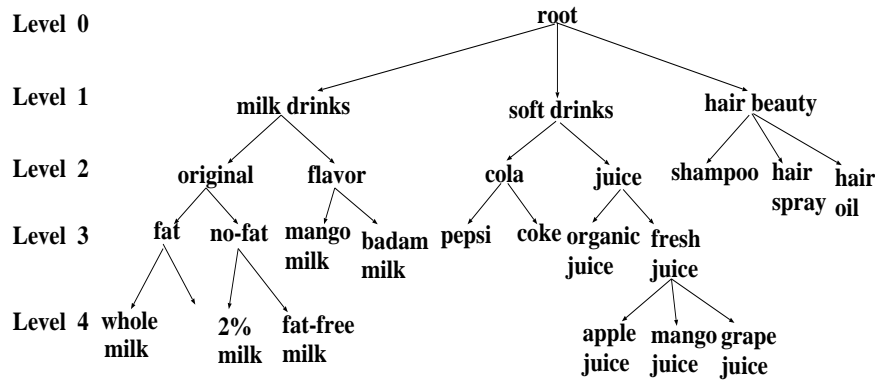 Level 0
root
Level 1
milk drinks
soft drinks
hair beauty
Level 2
original
flavor
cola
juice
shampoo
hair
spray
hair
oil
Level 3
fat
no-fat
mango
milk
badam
milk
pepsi
coke
organic
juice
fresh
juice
Level 4
whole
milk
2%
milk
fat-free
milk
apple
juice
mango
juice
grape
juice